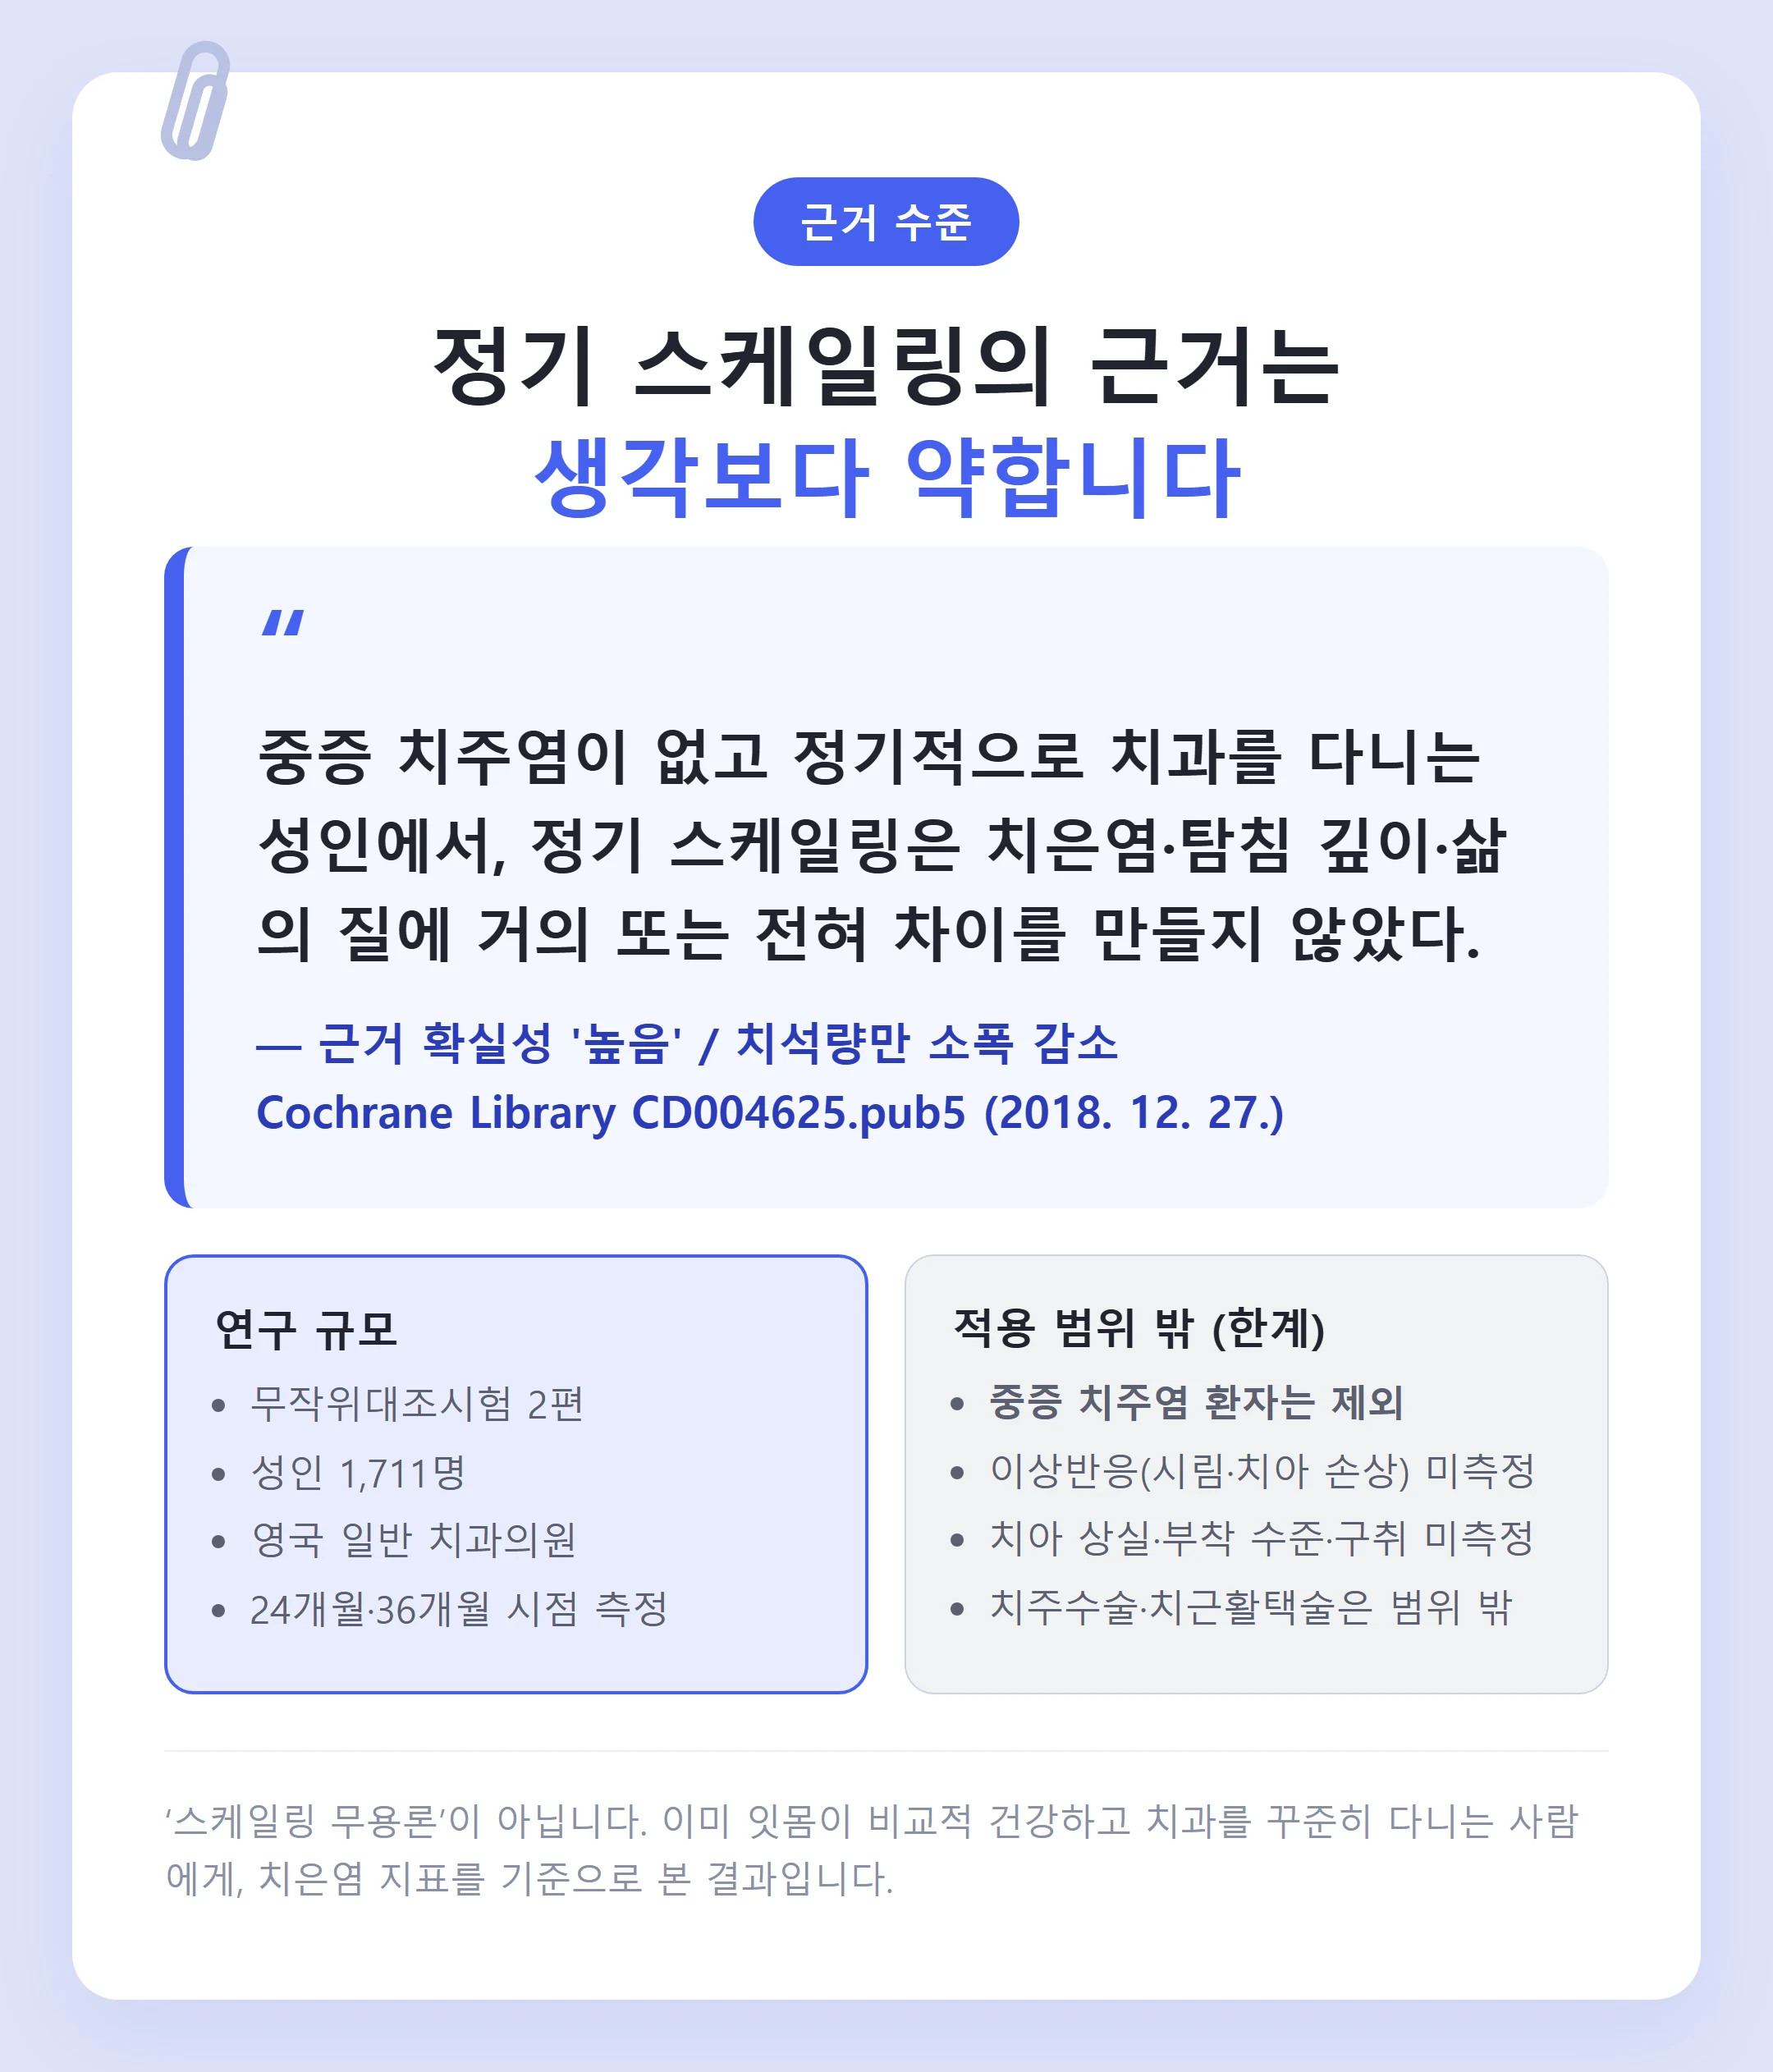 근거 수준
정기 스케일링의 근거는
생각보다 약합니다
“
중증 치주염이 없고 정기적으로 치과를 다니는
성인에서, 정기 스케일링은 치은염·탐침 깊이·삶
의 질에 거의 또는 전혀 차이를 만들지 않았다.
— 근거 확실성 '높음' / 치석량만 소폭 감소
Cochrane Library CD004625.pub5 (2018. 12. 27.)
연구 규모
• 무작위대조시험 2편
• 성인 1,711명
• 영국 일반 치과의원
• 24개월·36개월 시점 측정
적용 범위 밖 (한계)
• 중증 치주염 환자는 제외
• 이상반응(시림·치아 손상) 미측정
• 치아 상실·부착 수준·구취 미측정
• 치주수술·치근활택술은 범위 밖
‘스케일링 무용론’이 아닙니다. 이미 잇몸이 비교적 건강하고 치과를 꾸준히 다니는 사람
에게, 치은염 지표를 기준으로 본 결과입니다.